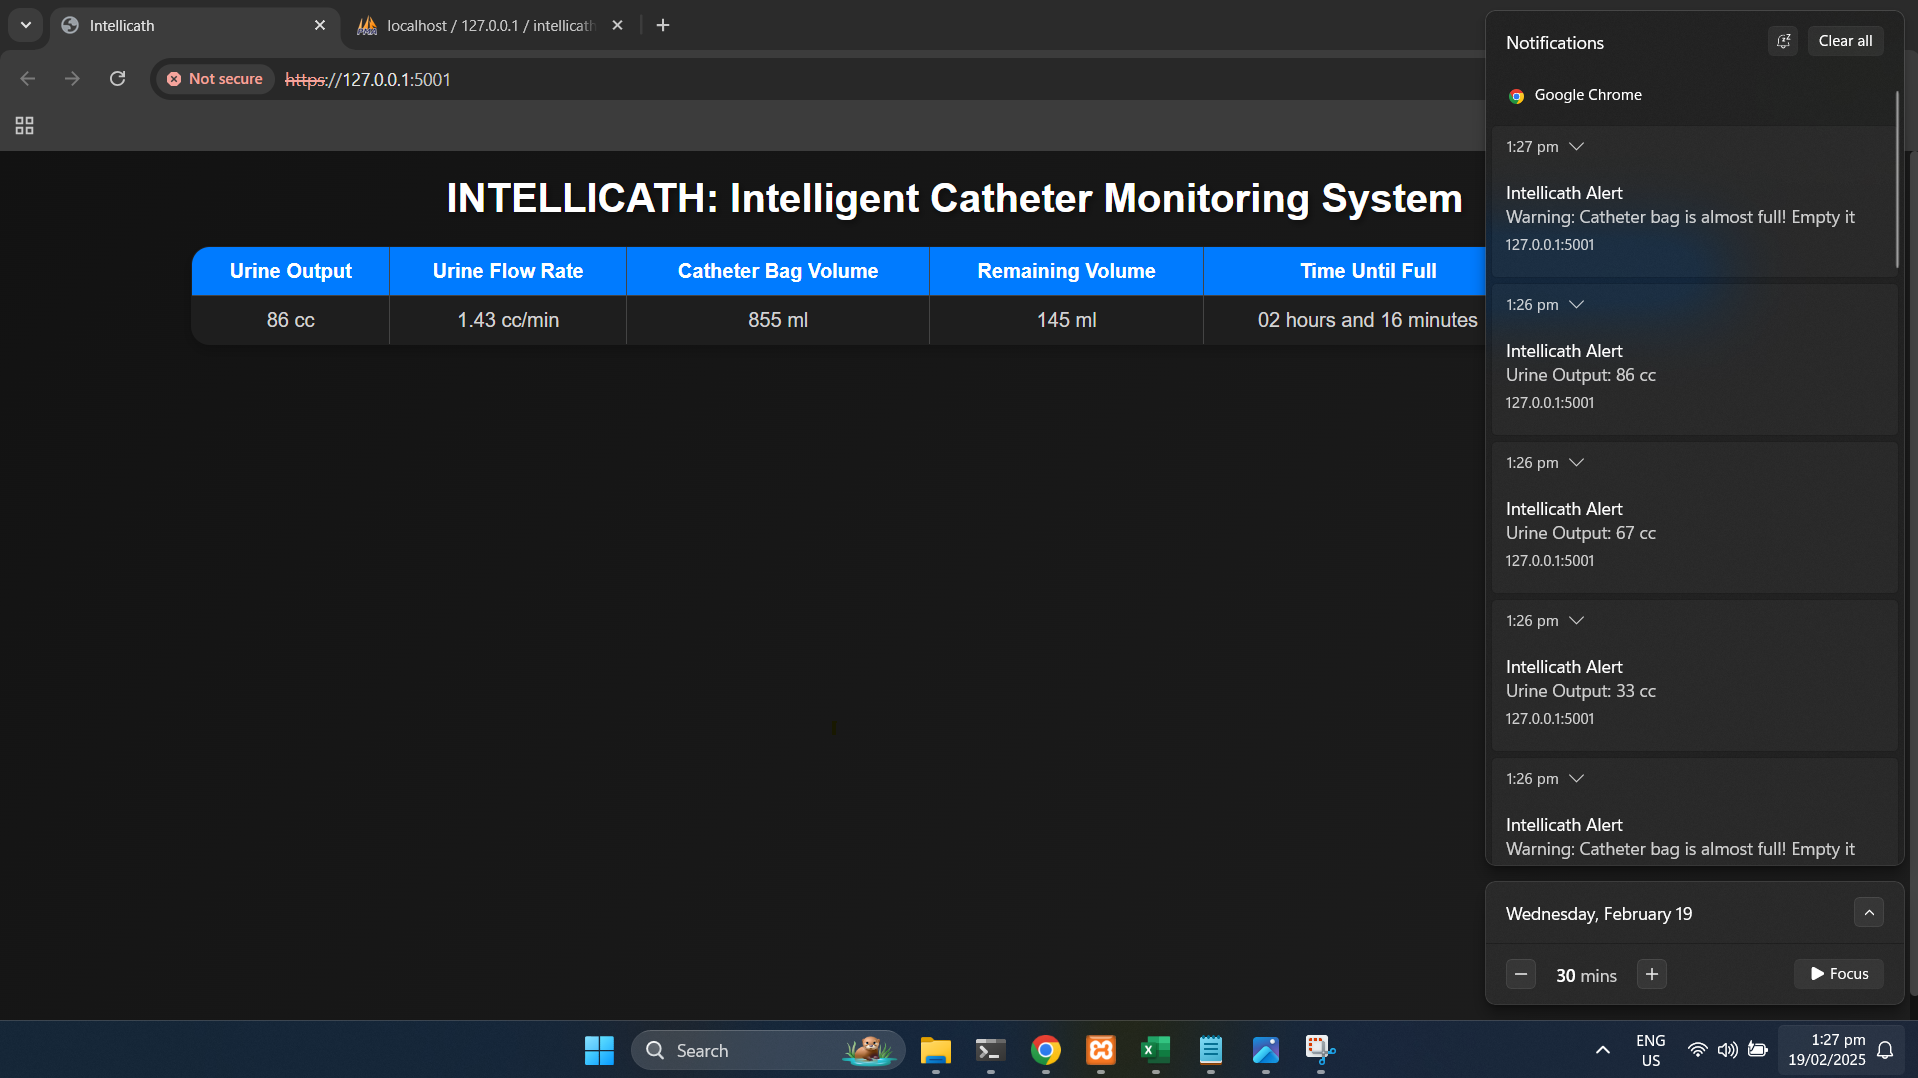 Intellicath
localhost / 127.0.0.1 / intellicath
Not secure
https://127.0.0.1:5001
INTELLICATH: Intelligent Catheter Monitoring System
Urine Output Urine Flow Rate Catheter Bag Volume Remaining Volume Time Until Full
86 cc 1.43 cc/min 855 ml 145 ml 02 hours and 16 minutes
Notifications
Clear all
Google Chrome
1:27 pm
Intellicath Alert
Warning: Catheter bag is almost full! Empty it
127.0.0.1:5001
1:26 pm
Intellicath Alert
Urine Output: 86 cc
127.0.0.1:5001
1:26 pm
Intellicath Alert
Urine Output: 67 cc
127.0.0.1:5001
1:26 pm
Intellicath Alert
Urine Output: 33 cc
127.0.0.1:5001
1:26 pm
Intellicath Alert
Warning: Catheter bag is almost full! Empty it
Wednesday, February 19
30 mins
Focus
Search
ENG
US
1:27 pm
19/02/2025